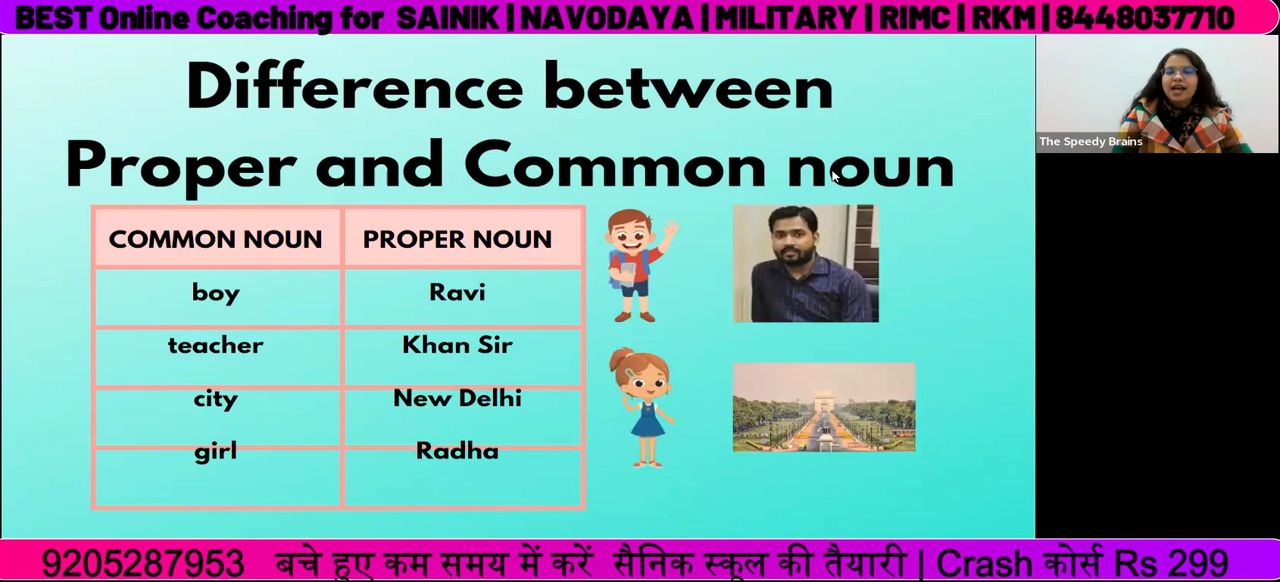 BEST Online Coaching for SAINIK | NAVODAYA | MILITARY | RIMC | RKM | 8448037710
Difference between
Proper and Common noun
The Speedy Brains
COMMON NOUN PROPER NOUN
boy Ravi
teacher Khan Sir
city New Delhi
girl Radha
9205287953 बचे हुए कम समय में करें सैनिक स्कूल की तैयारी | Crash कोर्स Rs 299